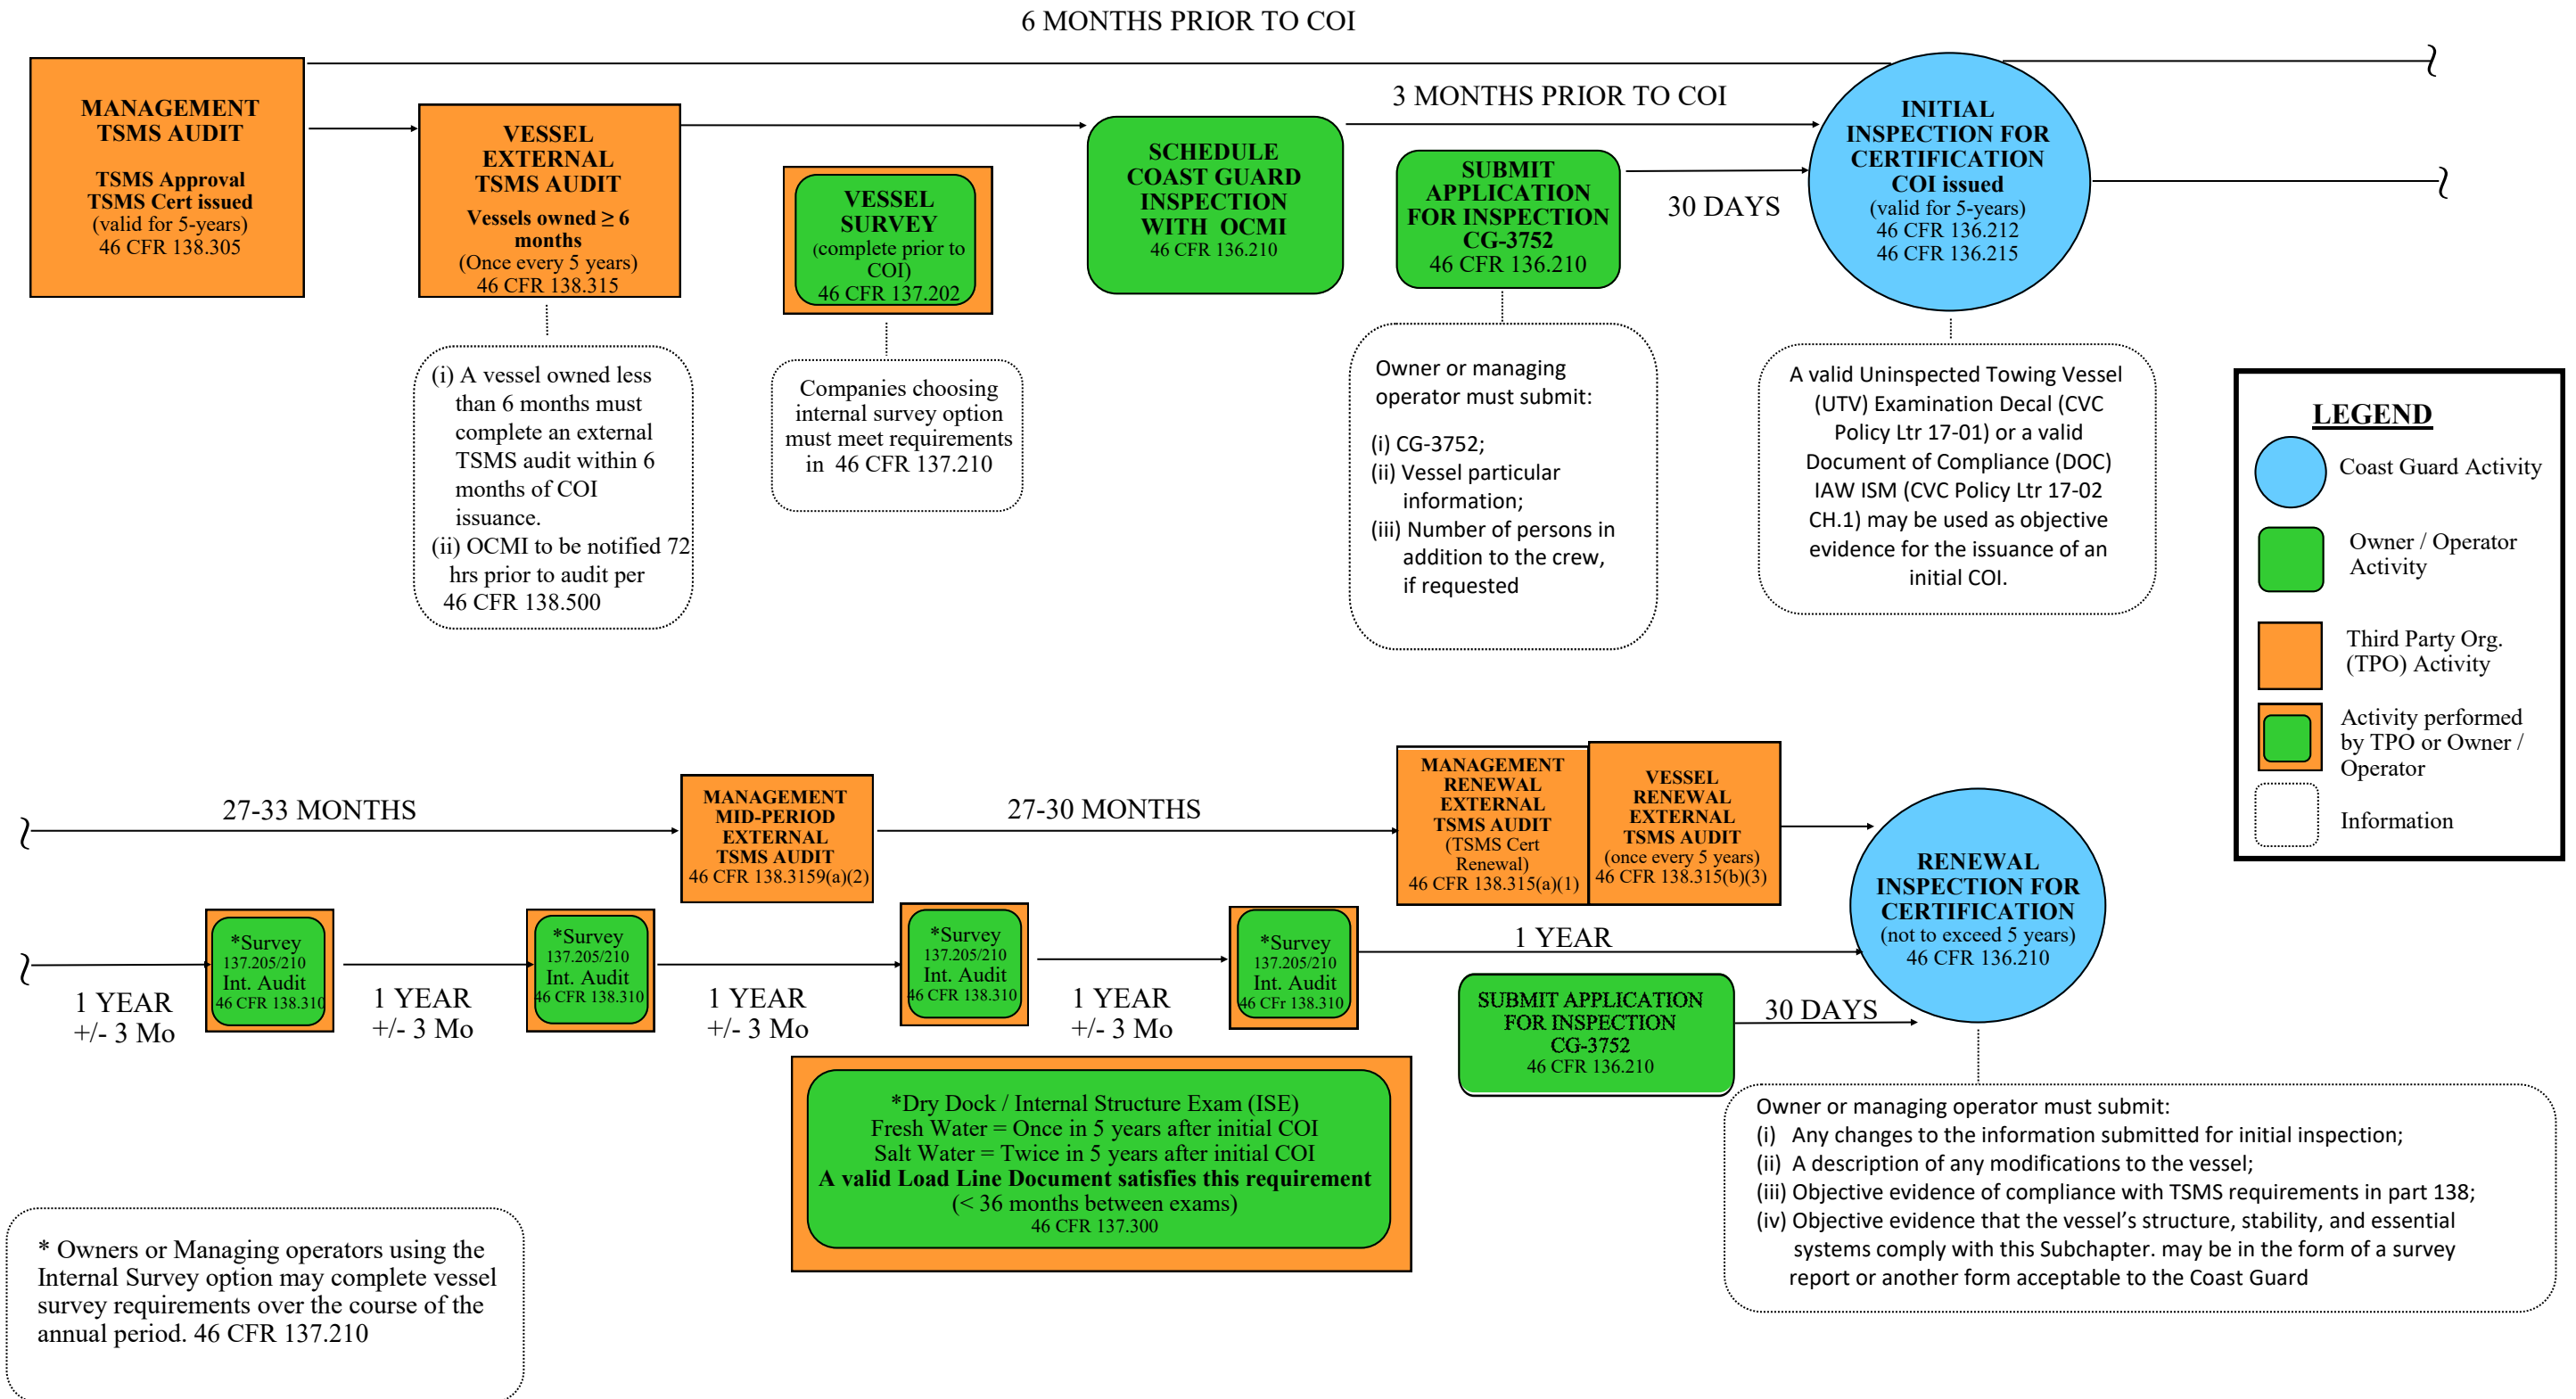 6 MONTHS PRIOR TO COI
MANAGEMENT
TSMS AUDIT
TSMS Approval
TSMS Cert issued
(valid for 5-years)
46 CFR 138.305
VESSEL
EXTERNAL
TSMS AUDIT
Vessels owned ≥ 6
months
(Once every 5 years)
46 CFR 138.315
VESSEL
SURVEY
(complete prior to
COI)
46 CFR 137.202
SCHEDULE
COAST GUARD
INSPECTION
WITH OCMI
46 CFR 136.210
3 MONTHS PRIOR TO COI
SUBMIT
APPLICATION
FOR INSPECTION
CG-3752
46 CFR 136.210
30 DAYS
INITIAL
INSPECTION FOR
CERTIFICATION
COI issued
(valid for 5-years)
46 CFR 136.212
46 CFR 136.215
(i) A vessel owned less
than 6 months must
complete an external
TSMS audit within 6
months of COI
issuance.
(ii) OCMI to be notified 72
hrs prior to audit per
46 CFR 138.500
Companies choosing
internal survey option
must meet requirements
in 46 CFR 137.210
Owner or managing
operator must submit:
(i) CG-3752;
(ii) Vessel particular
information;
(iii) Number of persons in
addition to the crew,
if requested
A valid Uninspected Towing Vessel
(UTV) Examination Decal (CVC
Policy Ltr 17-01) or a valid
Document of Compliance (DOC)
IAW ISM (CVC Policy Ltr 17-02
CH.1) may be used as objective
evidence for the issuance of an
initial COI.
LEGEND
Coast Guard Activity
Owner / Operator
Activity
Third Party Org.
(TPO) Activity
Activity performed
by TPO or Owner /
Operator
Information
27-33 MONTHS
MANAGEMENT
MID-PERIOD
EXTERNAL
TSMS AUDIT
46 CFR 138.3159(a)(2)
27-30 MONTHS
MANAGEMENT
RENEWAL
EXTERNAL
TSMS AUDIT
(TSMS Cert
Renewal)
46 CFR 138.315(a)(1)
VESSEL
RENEWAL
EXTERNAL
TSMS AUDIT
(once every 5 years)
46 CFR 138.315(b)(3)
RENEWAL
INSPECTION FOR
CERTIFICATION
(not to exceed 5 years)
46 CFR 136.210
1 YEAR
+/- 3 Mo
*Survey
137.205/210
Int. Audit
46 CFR 138.310
1 YEAR
+/- 3 Mo
*Survey
137.205/210
Int. Audit
46 CFR 138.310
1 YEAR
+/- 3 Mo
*Survey
137.205/210
Int. Audit
46 CFR 138.310
1 YEAR
+/- 3 Mo
*Survey
137.205/210
Int. Audit
46 CFr 138.310
1 YEAR
SUBMIT APPLICATION
FOR INSPECTION
CG-3752
46 CFR 136.210
30 DAYS
*Dry Dock / Internal Structure Exam (ISE)
Fresh Water = Once in 5 years after initial COI
Salt Water = Twice in 5 years after initial COI
A valid Load Line Document satisfies this requirement
(< 36 months between exams)
46 CFR 137.300
Owner or managing operator must submit:
(i) Any changes to the information submitted for initial inspection;
(ii) A description of any modifications to the vessel;
(iii) Objective evidence of compliance with TSMS requirements in part 138;
(iv) Objective evidence that the vessel’s structure, stability, and essential
systems comply with this Subchapter. may be in the form of a survey
report or another form acceptable to the Coast Guard
* Owners or Managing operators using the
Internal Survey option may complete vessel
survey requirements over the course of the
annual period. 46 CFR 137.210